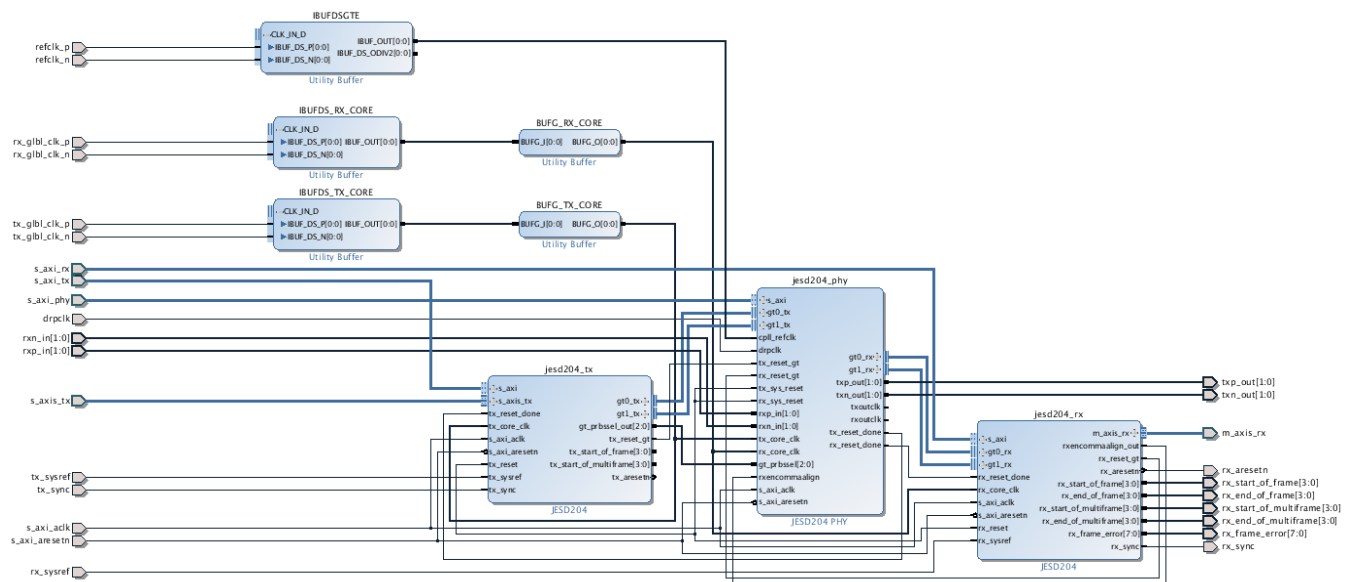 IBUFDSGTE
CLK_IN_D
IBUF_DS_P[0:0]
IBUF_DS_N[0:0]
IBUF_OUT[0:0]
IBUF_DS_ODIV2[0:0]
Utility Buffer
refclk_p
refclk_n
IBUFDS_RX_CORE
CLK_IN_D
IBUF_DS_P[0:0] IBUF_OUT[0:0]
IBUF_DS_N[0:0]
Utility Buffer
BUFG_RX_CORE
BUFG_I[0:0] BUFG_O[0:0]
Utility Buffer
rx_glbl_clk_p
rx_glbl_clk_n
IBUFDS_TX_CORE
CLK_IN_D
IBUF_DS_P[0:0] IBUF_OUT[0:0]
IBUF_DS_N[0:0]
Utility Buffer
BUFG_TX_CORE
BUFG_I[0:0] BUFG_O[0:0]
Utility Buffer
tx_glbl_clk_p
tx_glbl_clk_n
s_axi_rx
s_axi_tx
s_axi_phy
drpclk
rxn_in[1:0]
rxp_in[1:0]
s_axis_tx
tx_sysref
tx_sync
s_axi_aclk
s_axi_aresetn
rx_sysref
jesd204_tx
s_axi
s_axis_tx
tx_reset_done
tx_core_clk
s_axi_aclk
s_axi_aresetn
tx_reset
tx_sysref
tx_sync
gt0_tx
gt1_tx
gt_prbssel_out[2:0]
tx_reset_gt
tx_start_of_frame[3:0]
tx_start_of_multiframe[3:0]
tx_aresetn
JESD204
jesd204_phy
s_axi
gt0_tx
gt1_tx
cpll_refclk
drpclk
tx_reset_gt
rx_reset_gt
tx_sys_reset
rx_sys_reset
rxp_in[1:0]
rxn_in[1:0]
tx_core_clk
rx_core_clk
gt_prbssel[2:0]
rxencommaalign
s_axi_aclk
s_axi_aresetn
gt0_rx
gt1_rx
txp_out[1:0]
txn_out[1:0]
txoutclk
rxoutclk
tx_reset_done
rx_reset_done
JESD204 PHY
jesd204_rx
s_axi
gt0_rx
gt1_rx
rx_reset_done
rx_core_clk
s_axi_aclk
s_axi_aresetn
rx_reset
rx_sysref
m_axis_rx
rxencommaalign_out
rx_reset_gt
rx_aresetn
rx_start_of_frame[3:0]
rx_end_of_frame[3:0]
rx_start_of_multiframe[3:0]
rx_end_of_multiframe[3:0]
rx_frame_error[7:0]
rx_sync
JESD204
txp_out[1:0]
txn_out[1:0]
m_axis_rx
rx_aresetn
rx_start_of_frame[3:0]
rx_end_of_frame[3:0]
rx_start_of_multiframe[3:0]
rx_end_of_multiframe[3:0]
rx_frame_error[7:0]
rx_sync